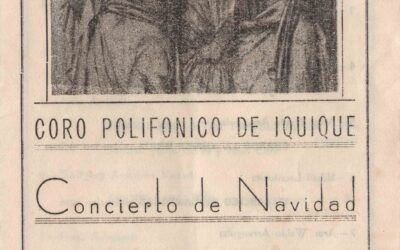 CORO POLIFONICO DE IQUIQUE
Concierto de Navidad